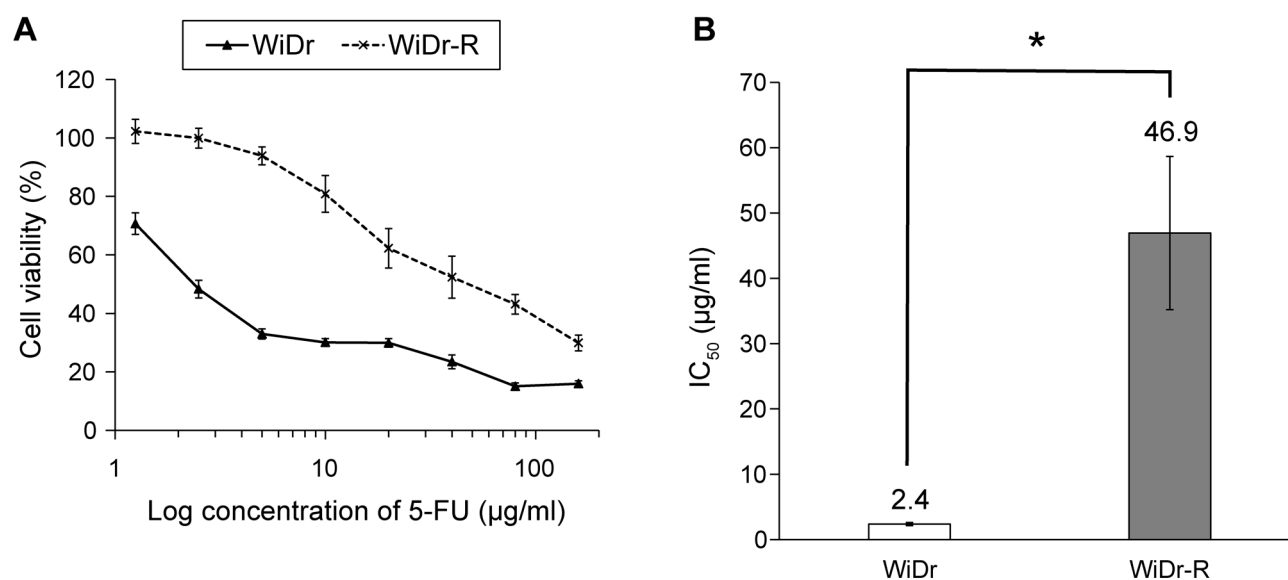 A
WiDr WiDr-R
Cell viability (%)
120
100
80
60
40
20
0
1 10 100
Log concentration of 5-FU (µg/ml)
B
*
IC50 (µg/ml)
70
60
50
40
30
20
10
0
46.9
2.4
WiDr WiDr-R